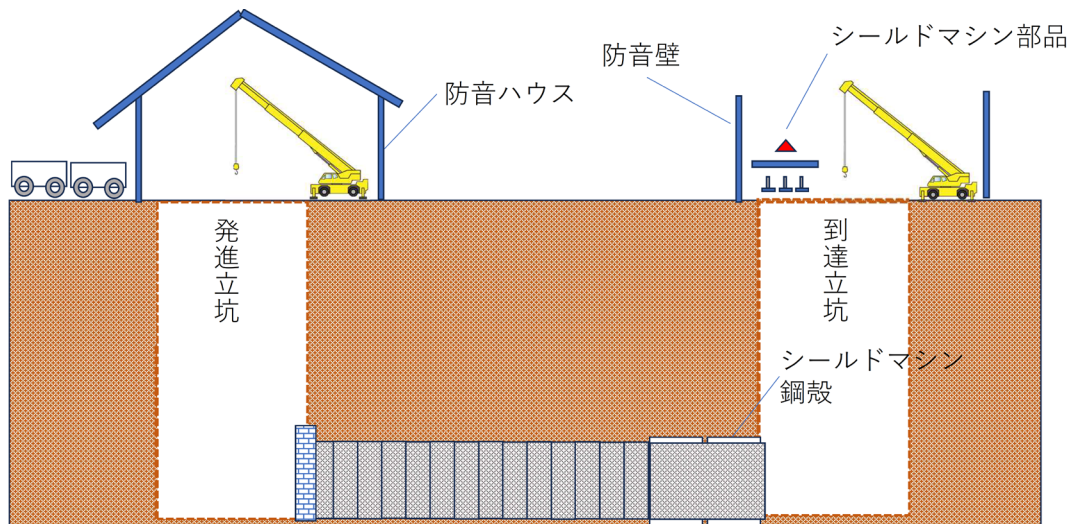 シールドマシン部品
防音壁
防音ハウス
発進立坑
到達立坑
シールドマシン
鋼殻